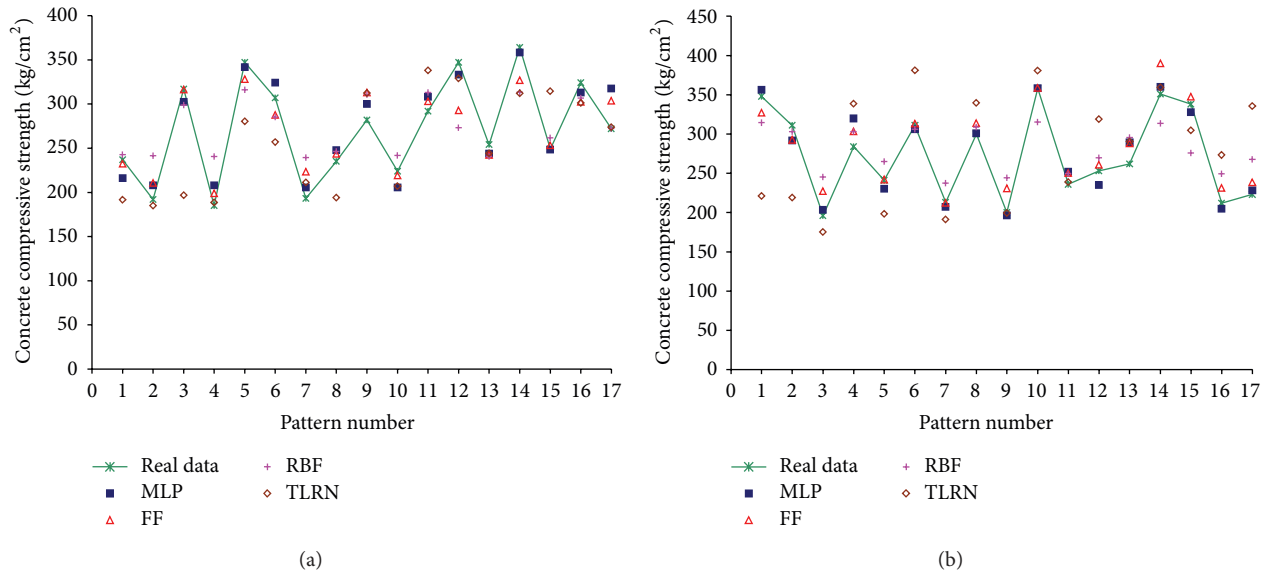 Concrete compressive strength (kg/cm²)
400
350
300
250
200
150
100
50
0
0 1 2 3 4 5 6 7 8 9 10 11 12 13 14 15 16 17
Pattern number
Real data
MLP
FF
RBF
TLRN
(a)
Concrete compressive strength (kg/cm²)
450
400
350
300
250
200
150
100
50
0
0 1 2 3 4 5 6 7 8 9 10 11 12 13 14 15 16 17
Pattern number
Real data
MLP
FF
RBF
TLRN
(b)